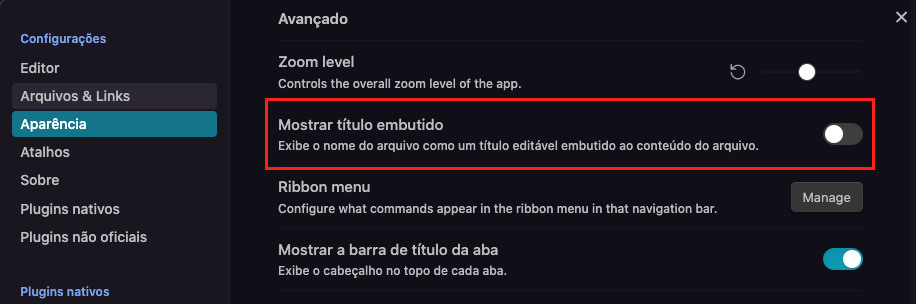 Configurações
Editor
Arquivos & Links
Aparência
Atalhos
Sobre
Plugins nativos
Plugins não oficiais
Plugins nativos
Avançado
Zoom level
Controls the overall zoom level of the app.
Mostrar título embutido
Exibe o nome do arquivo como um título editável embutido ao conteúdo do arquivo.
Ribbon menu
Configure what commands appear in the ribbon menu in that navigation bar.
Manage
Mostrar a barra de título da aba
Exibe o cabeçalho no topo de cada aba.